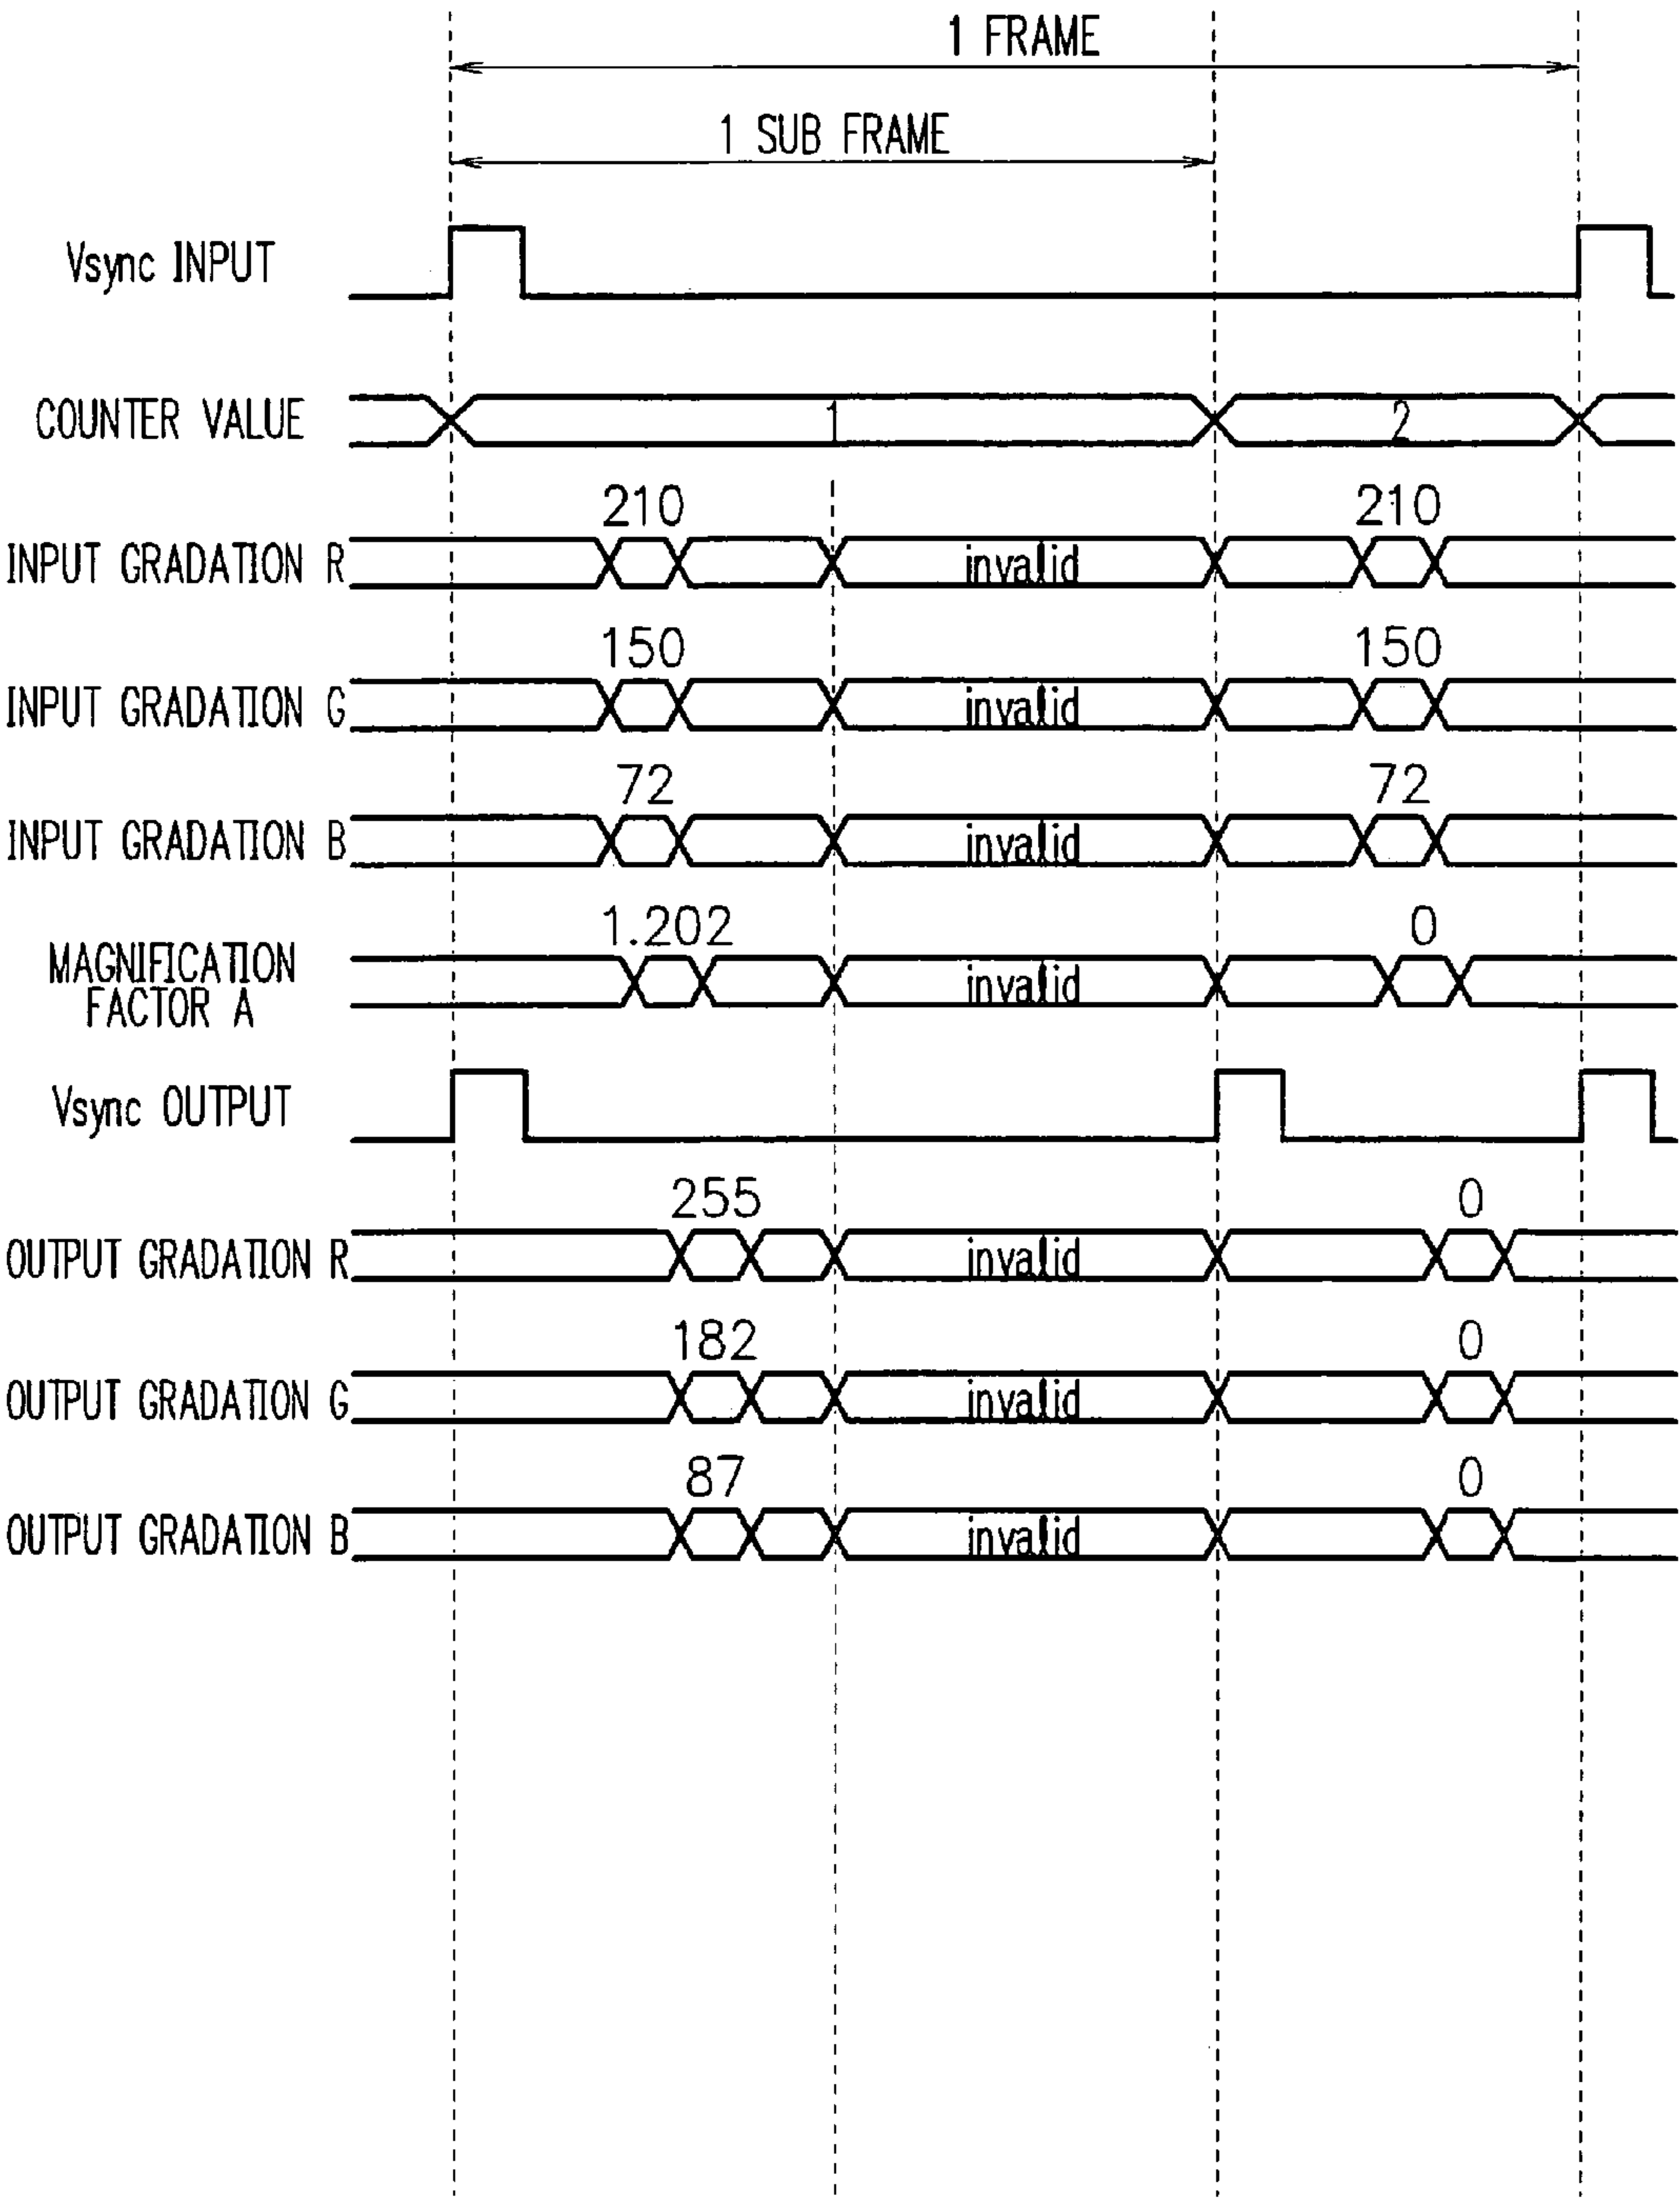 1 FRAME
1 SUB FRAME
Vsync INPUT
COUNTER VALUE 1 2
210 210
INPUT GRADATION R invalid
150 150
INPUT GRADATION G invalid
72 72
INPUT GRADATION B invalid
1.202 0
MAGNIFICATION
FACTOR A invalid
Vsync OUTPUT
255 0
OUTPUT GRADATION R invalid
182 0
OUTPUT GRADATION G invalid
87 0
OUTPUT GRADATION B invalid